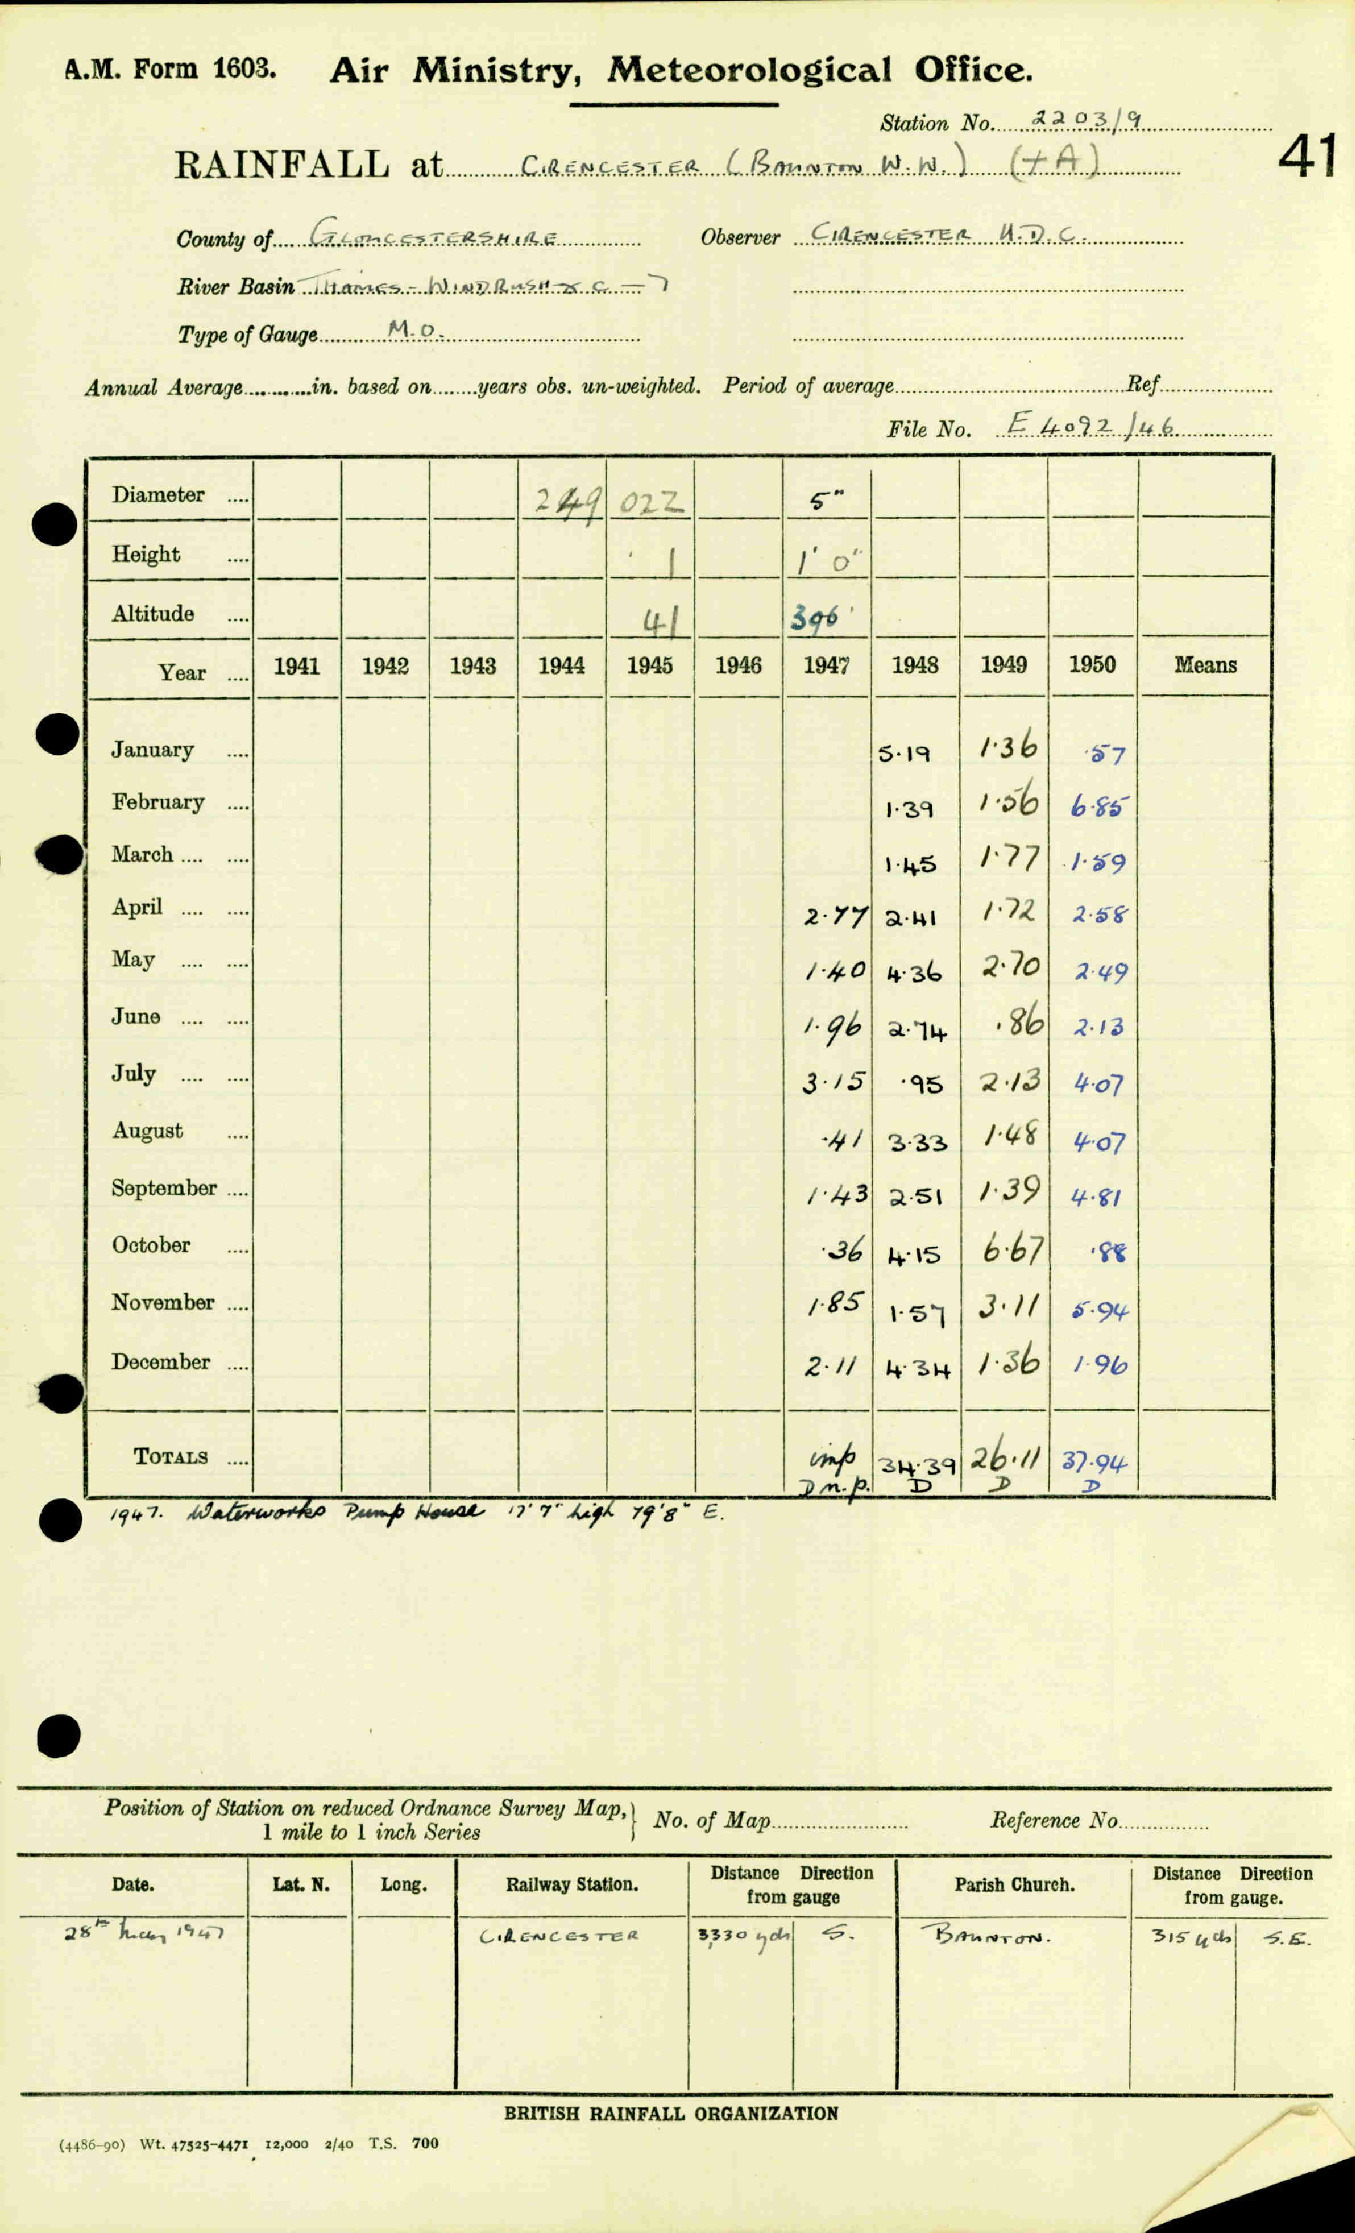 A.M. Form 1603. Air Ministry, Meteorological Office.
Station No. 2203/9
41
RAINFALL at CIRENCESTER (BAUNTON W.W.) (+A)
County of GLOUCESTERSHIRE Observer CIRENCESTER U.D.C.
River Basin THAMES - WINDRUSH & C - 7
Type of Gauge M.O.
Annual Average in. based on years obs. un-weighted. Period of average Ref
File No. E 4092/46
Diameter 249 022 5"
Height 1 1' 0"
Altitude 41 396'
Year 1941 1942 1943 1944 1945 1946 1947 1948 1949 1950 Means
January 5.19 1.36 .57
February 1.39 1.56 6.85
March 1.45 1.77 1.59
April 2.77 2.41 1.72 2.58
May 1.40 4.36 2.70 2.49
June 1.96 2.74 .86 2.13
July 3.15 .95 2.13 4.07
August .41 3.33 1.48 4.07
September 1.43 2.51 1.39 4.81
October .36 4.15 6.67 .88
November 1.85 1.57 3.11 5.94
December 2.11 4.34 1.36 1.96
TOTALS imp 34.39 26.11 37.94
D n.p. D D D
1947. Waterworks Pump House 17' 7" high 79' 8" E.
Position of Station on reduced Ordnance Survey Map, No. of Map Reference No.
1 mile to 1 inch Series
Date. Lat. N. Long. Railway Station. Distance Direction from gauge Parish Church. Distance Direction from gauge.
28th May 1947 CIRENCESTER 3,330 yds S. BAUNTON. 315 yds S.E.
BRITISH RAINFALL ORGANIZATION
(4486-90) Wt. 47525-4471 12,000 2/40 T.S. 700